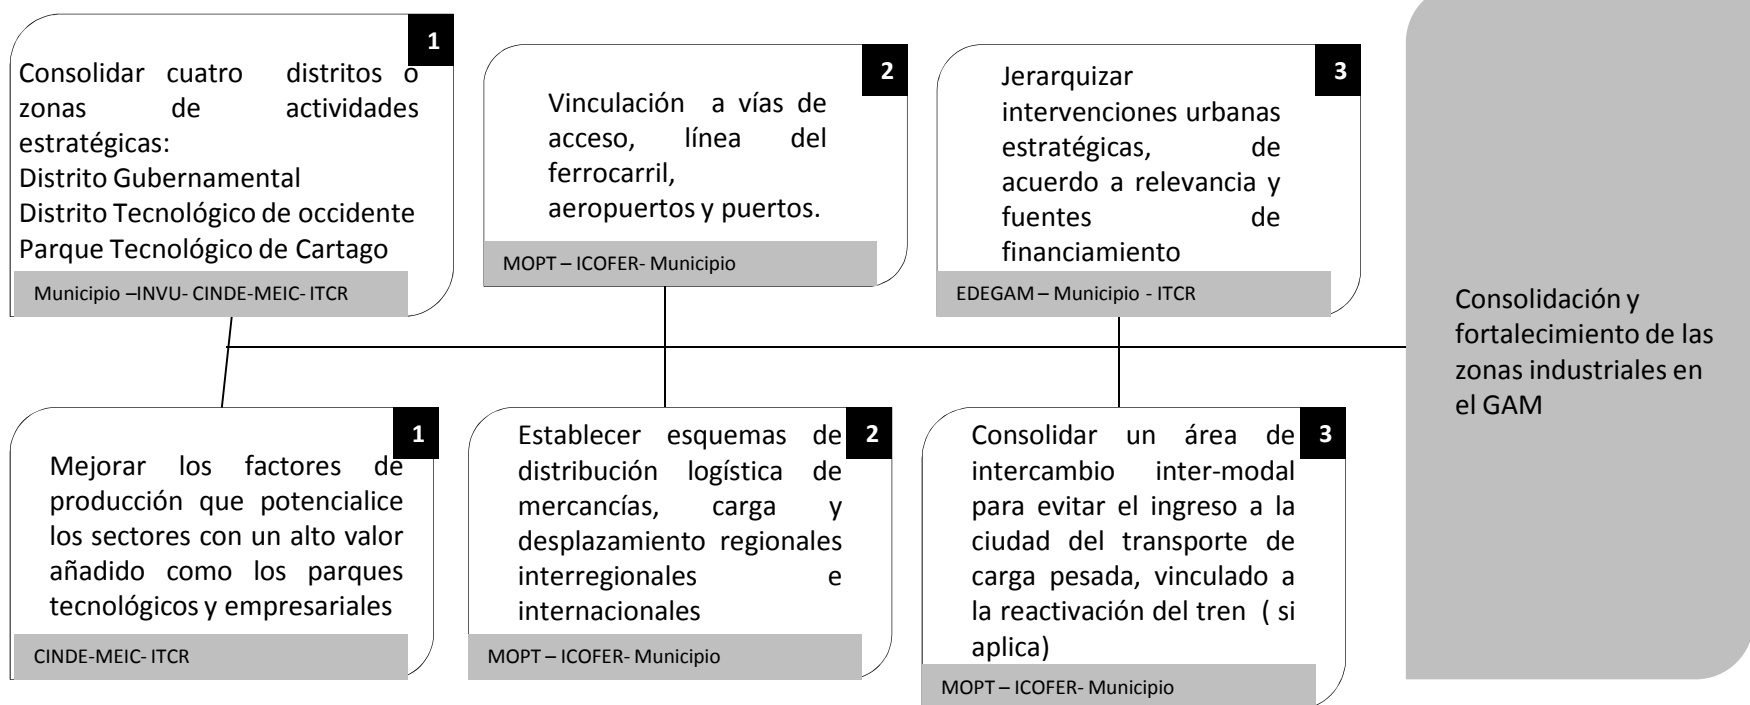 1
Consolidar cuatro distritos o
zonas de actividades
estratégicas:
Distrito Gubernamental
Distrito Tecnológico de occidente
Parque Tecnológico de Cartago
Municipio –INVU- CINDE-MEIC- ITCR
2
Vinculación a vías de
acceso, línea del
ferrocarril,
aeropuertos y puertos.
MOPT – ICOFER- Municipio
3
Jerarquizar
intervenciones urbanas
estratégicas, de
acuerdo a relevancia y
fuentes de
financiamiento
EDEGAM – Municipio - ITCR
1
Mejorar los factores de
producción que potencialice
los sectores con un alto valor
añadido como los parques
tecnológicos y empresariales
CINDE-MEIC- ITCR
2
Establecer esquemas de
distribución logística de
mercancías, carga y
desplazamiento regionales
interregionales e
internacionales
MOPT – ICOFER- Municipio
3
Consolidar un área de
intercambio inter-modal
para evitar el ingreso a la
ciudad del transporte de
carga pesada, vinculado a
la reactivación del tren ( si
aplica)
MOPT – ICOFER- Municipio
Consolidación y
fortalecimiento de las
zonas industriales en
el GAM